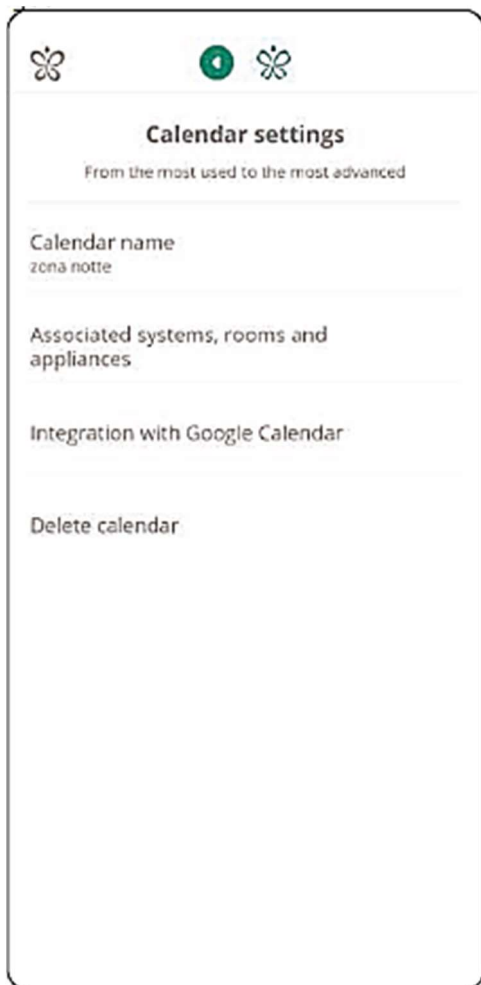 Calendar settings
From the most used to the most advanced
Calendar name
zona notte
Associated systems, rooms and
appliances
Integration with Google Calendar
Delete calendar